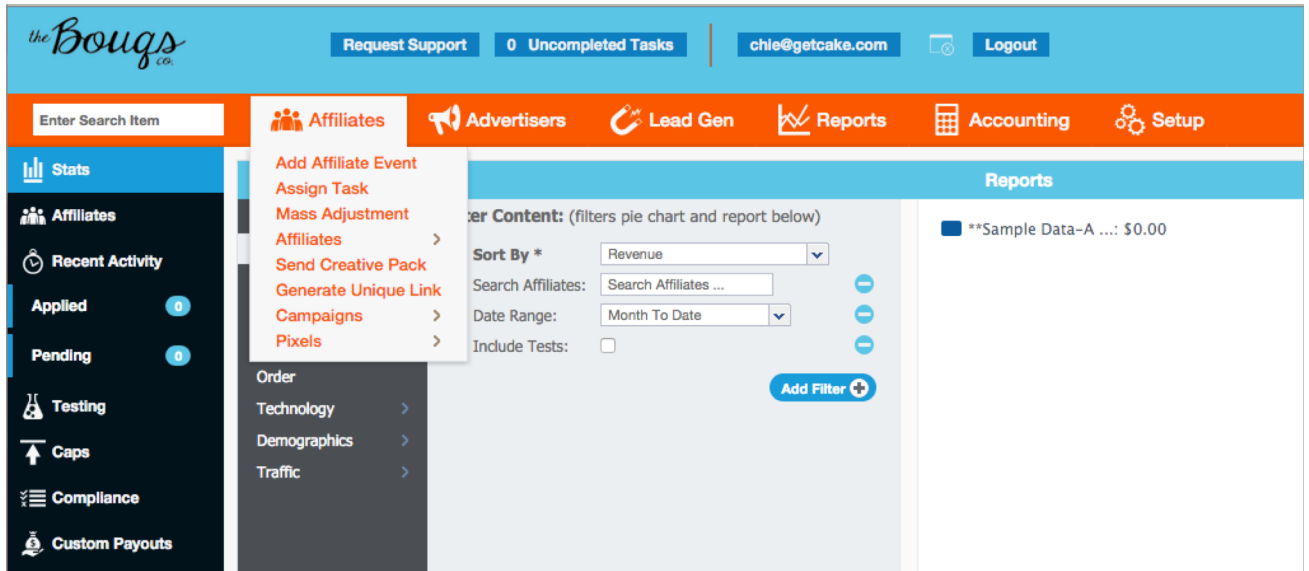 the Bouqs co.
Request Support
0 Uncompleted Tasks
chie@getcake.com
Logout
Enter Search Item
Affiliates
Advertisers
Lead Gen
Reports
Accounting
Setup
Stats
Affiliates
Recent Activity
Applied 0
Pending 0
Testing
Caps
Compliance
Custom Payouts
Add Affiliate Event
Assign Task
Mass Adjustment
Affiliates >
Send Creative Pack
Generate Unique Link
Campaigns >
Pixels >
Order
Technology >
Demographics >
Traffic >
Content: (filters pie chart and report below)
Sort By * Revenue
Search Affiliates: Search Affiliates ...
Date Range: Month To Date
Include Tests:
Add Filter
Reports
**Sample Data-A ...: $0.00